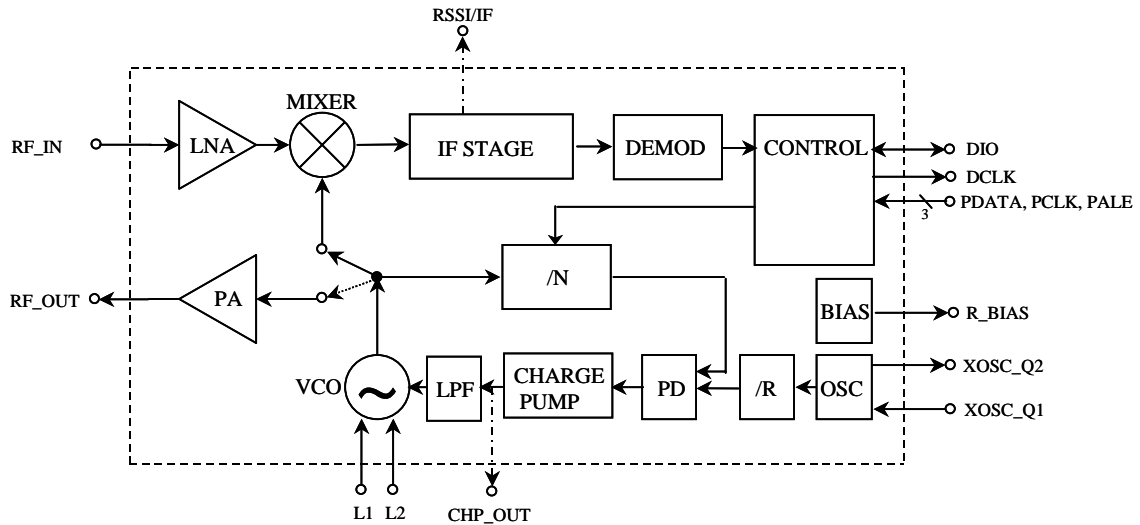 RSSI/IF
MIXER
RF_IN
LNA
IF STAGE
DEMOD
CONTROL
DIO
DCLK
3
PDATA, PCLK, PALE
/N
RF_OUT
PA
BIAS
R_BIAS
VCO
~
LPF
CHARGE
PUMP
PD
/R
OSC
XOSC_Q2
XOSC_Q1
L1
L2
CHP_OUT